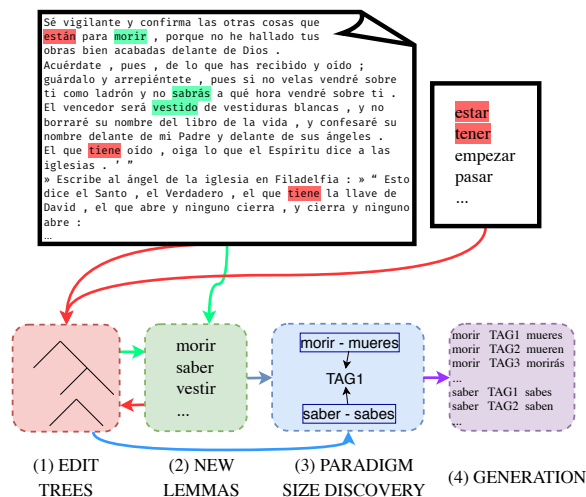 Sé vigilante y confirma las otras cosas que
están para morir , porque no he hallado tus
obras bien acabadas delante de Dios .
Acuérdate , pues , de lo que has recibido y oído ;
guárdalo y arrepiéntete , pues si no velas vendré sobre
ti como ladrón y no sabrás a qué hora vendré sobre ti .
El vencedor será vestido de vestiduras blancas , y no
borraré su nombre del libro de la vida , y confesaré su
nombre delante de mi Padre y delante de sus ángeles .
El que tiene oído , oiga lo que el Espíritu dice a las
iglesias . ’ ”
» Escribe al ángel de la iglesia en Filadelfia : » “ Esto
dice el Santo , el Verdadero , el que tiene la llave de
David , el que abre y ninguno cierra , y cierra y ninguno
abre :
...
estar
tener
empezar
pasar
...
morir
saber
vestir
...
morir - mueres
TAG1
saber - sabes
morir TAG1 mueres
morir TAG2 mueren
morir TAG3 morirás
...
saber TAG1 sabes
saber TAG2 saben
...
(1) EDIT
TREES
(2) NEW
LEMMAS
(3) PARADIGM
SIZE DISCOVERY
(4) GENERATION